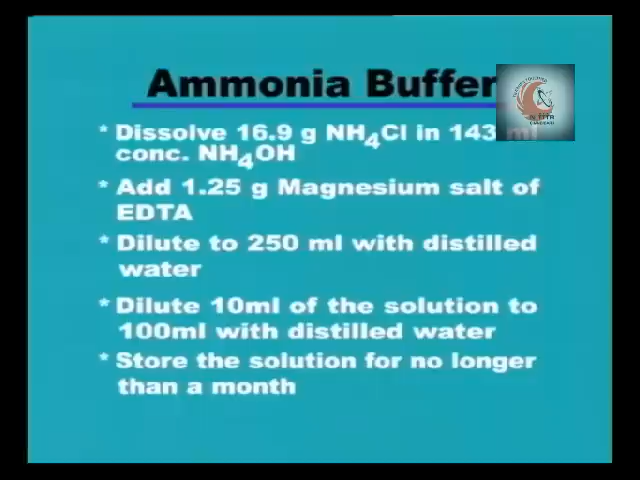 Ammonia Buffer
* Dissolve 16.9 g NH₄Cl in 143 ml
conc. NH₄OH
* Add 1.25 g Magnesium salt of
EDTA
* Dilute to 250 ml with distilled
water
* Dilute 10ml of the solution to
100ml with distilled water
* Store the solution for no longer
than a month